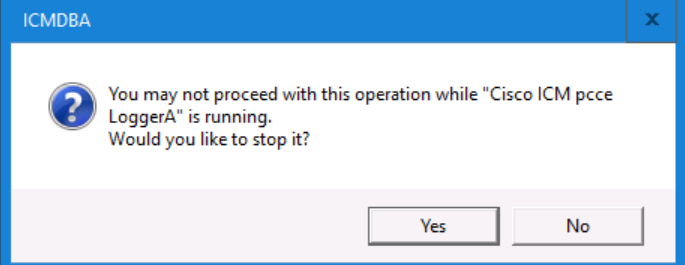 ICMDBA
x
You may not proceed with this operation while "Cisco ICM pcce
LoggerA" is running.
Would you like to stop it?
Yes
No